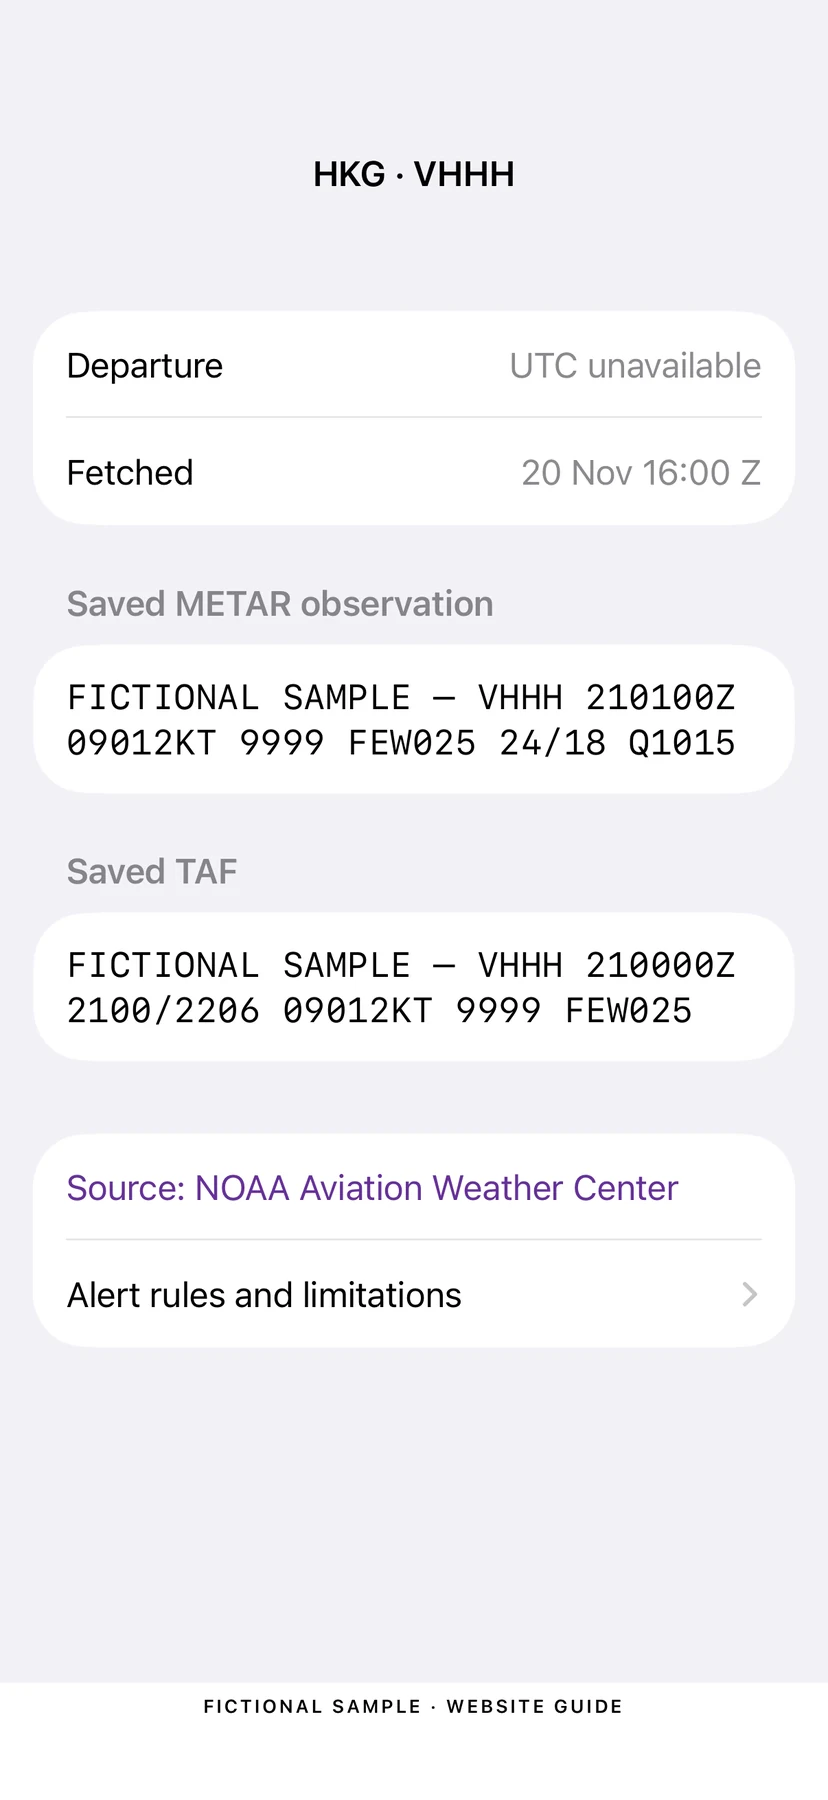 HKG · VHHH
Departure UTC unavailable
Fetched 20 Nov 16:00 Z
Saved METAR observation
FICTIONAL SAMPLE — VHHH 210100Z
09012KT 9999 FEW025 24/18 Q1015
Saved TAF
FICTIONAL SAMPLE — VHHH 210000Z
2100/2206 09012KT 9999 FEW025
Source: NOAA Aviation Weather Center
Alert rules and limitations
FICTIONAL SAMPLE · WEBSITE GUIDE